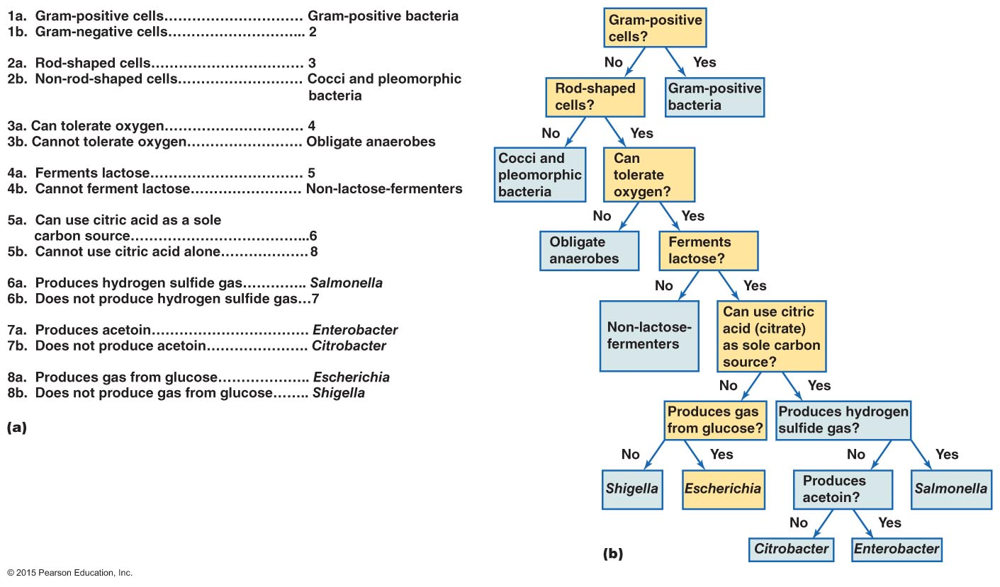 1a. Gram-positive cells........................................ Gram-positive bacteria
1b. Gram-negative cells....................................... 2
2a. Rod-shaped cells.......................................... 3
2b. Non-rod-shaped cells.................................. Cocci and pleomorphic
bacteria
3a. Can tolerate oxygen..................................... 4
3b. Cannot tolerate oxygen............................... Obligate anaerobes
4a. Ferments lactose.......................................... 5
4b. Cannot ferment lactose............................... Non-lactose-fermenters
5a. Can use citric acid as a sole
carbon source...............................................6
5b. Cannot use citric acid alone........................ 8
6a. Produces hydrogen sulfide gas.................. Salmonella
6b. Does not produce hydrogen sulfide gas...7
7a. Produces acetoin.......................................... Enterobacter
7b. Does not produce acetoin........................... Citrobacter
8a. Produces gas from glucose........................ Escherichia
8b. Does not produce gas from glucose........ Shigella
(a)
Gram-positive
cells?
No Yes
Rod-shaped
cells?
Gram-positive
bacteria
No Yes
Cocci and
pleomorphic
bacteria
Can
tolerate
oxygen?
No Yes
Obligate
anaerobes
Ferments
lactose?
No Yes
Non-lactose-
fermenters
Can use citric
acid (citrate)
as sole carbon
source?
No Yes
Produces gas
from glucose?
Produces hydrogen
sulfide gas?
No Yes No Yes
Shigella
Escherichia
Produces
acetoin?
Salmonella
No Yes
Citrobacter
Enterobacter
(b)
© 2015 Pearson Education, Inc.